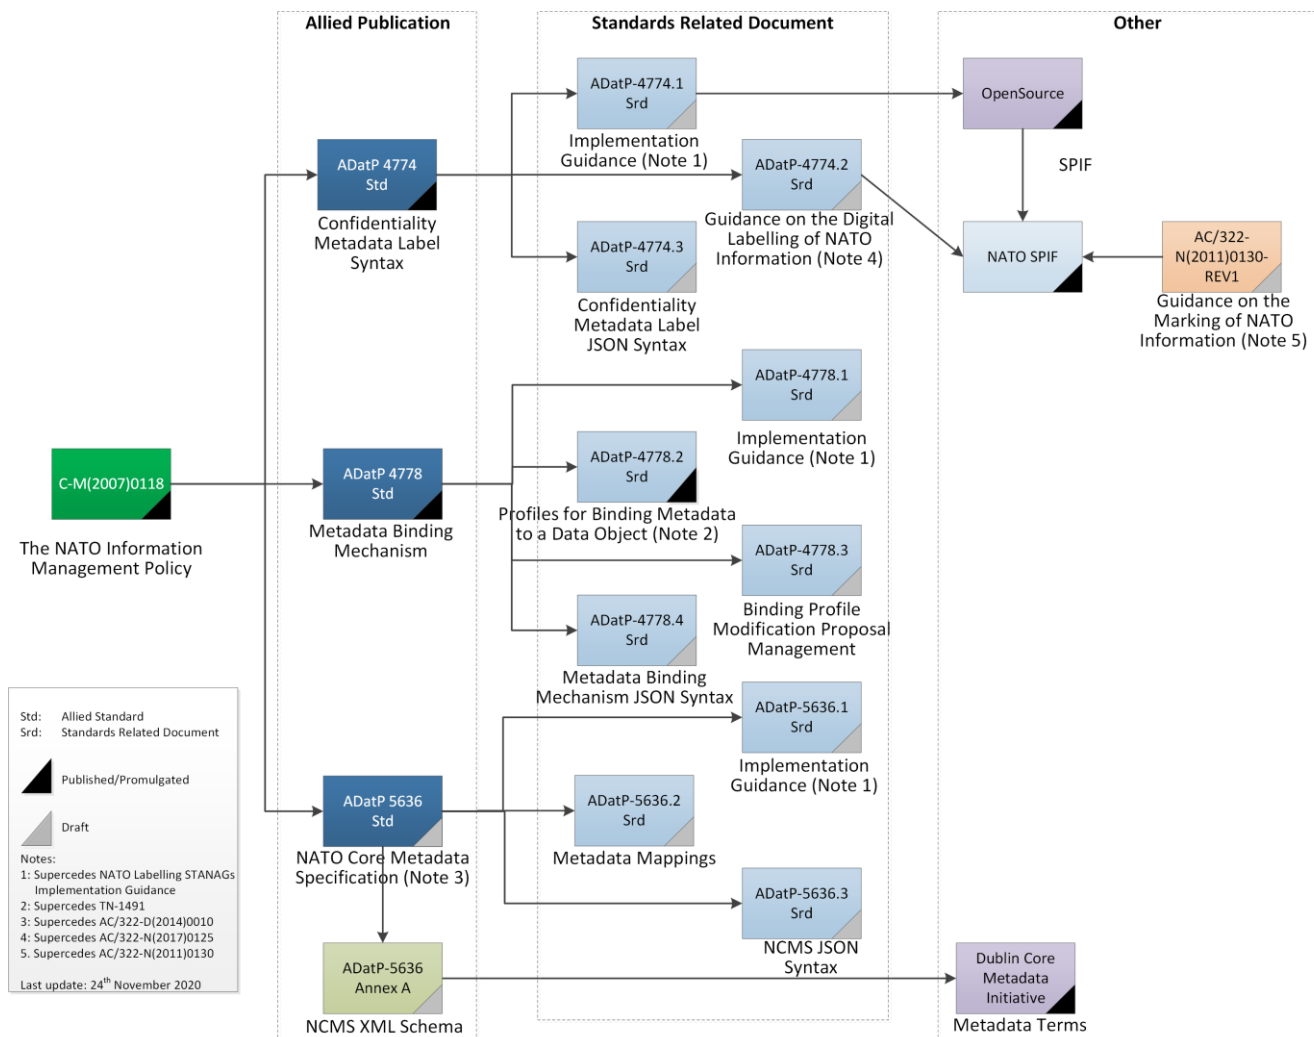 Allied Publication
Standards Related Document
Other
ADatP-4774.1
Srd
Implementation
Guidance (Note 1)
OpenSource
SPIF
ADatP 4774
Std
Confidentiality
Metadata Label
Syntax
ADatP-4774.2
Srd
Guidance on the Digital
Labelling of NATO
Information (Note 4)
ADatP-4774.3
Srd
Confidentiality
Metadata Label
JSON Syntax
NATO SPIF
AC/322-
N(2011)0130-
REV1
Guidance on the
Marking of NATO
Information (Note 5)
ADatP-4778.1
Srd
Implementation
Guidance (Note 1)
C-M(2007)0118
The NATO Information
Management Policy
ADatP 4778
Std
Metadata Binding
Mechanism
ADatP-4778.2
Srd
Profiles for Binding Metadata
to a Data Object (Note 2)
ADatP-4778.3
Srd
Binding Profile
Modification Proposal
Management
ADatP-4778.4
Srd
Metadata Binding
Mechanism JSON Syntax
ADatP-5636.1
Srd
Implementation
Guidance (Note 1)
ADatP 5636
Std
NATO Core Metadata
Specification (Note 3)
ADatP-5636.2
Srd
Metadata Mappings
ADatP-5636.3
Srd
NCMS JSON
Syntax
ADatP-5636
Annex A
NCMS XML Schema
Dublin Core
Metadata
Initiative
Metadata Terms
Std: Allied Standard
Srd: Standards Related Document
Published/Promulgated
Draft
Notes:
1: Supercedes NATO Labelling STANAGs
Implementation Guidance
2: Supercedes TN-1491
3: Supercedes AC/322-D(2014)0010
4: Supercedes AC/322-N(2017)0125
5. Supercedes AC/322-N(2011)0130
Last update: 24th November 2020